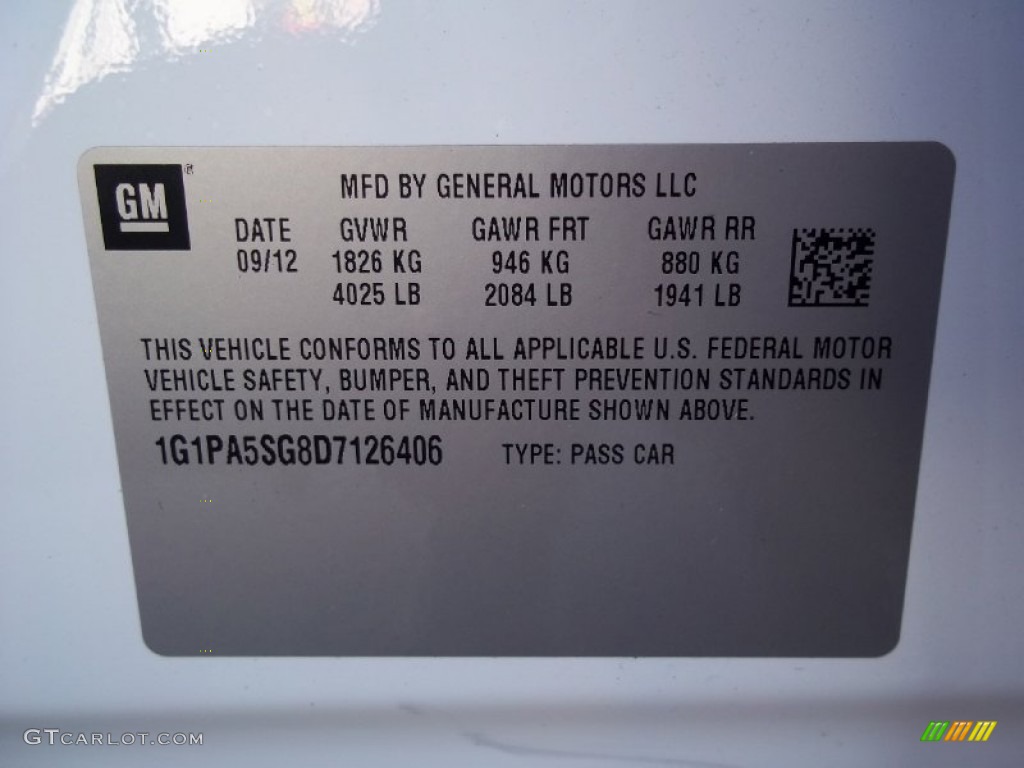 GM®
MFD BY GENERAL MOTORS LLC
DATE GVWR GAWR FRT GAWR RR
09/12 1826 KG 946 KG 880 KG
4025 LB 2084 LB 1941 LB
THIS VEHICLE CONFORMS TO ALL APPLICABLE U.S. FEDERAL MOTOR
VEHICLE SAFETY, BUMPER, AND THEFT PREVENTION STANDARDS IN
EFFECT ON THE DATE OF MANUFACTURE SHOWN ABOVE.
1G1PA5SG8D7126406 TYPE: PASS CAR
GTCARLOT.COM